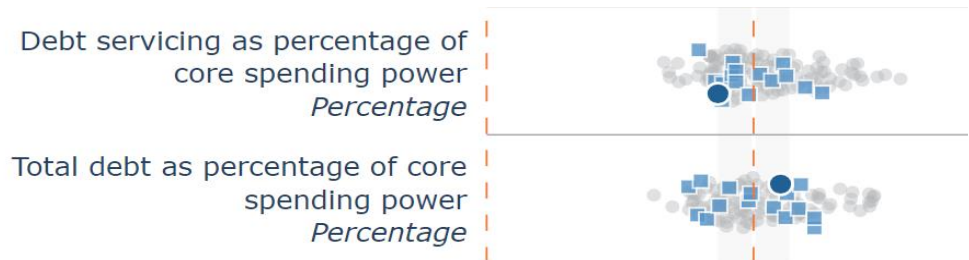 Debt servicing as percentage of
core spending power
Percentage
Total debt as percentage of core
spending power
Percentage